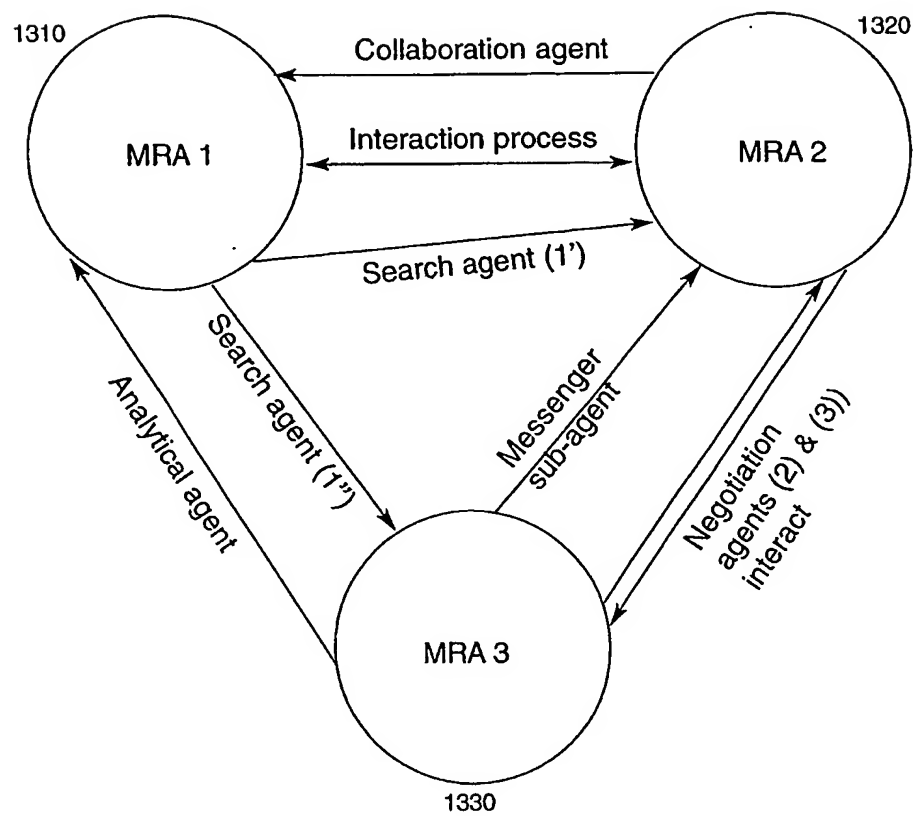 1310
1320
Collaboration agent
MRA 1
Interaction process
MRA 2
Search agent (1')
Search agent (1")
Messenger
sub-agent
Analytical agent
Negotiation
agents (2) & (3))
interact
MRA 3
1330